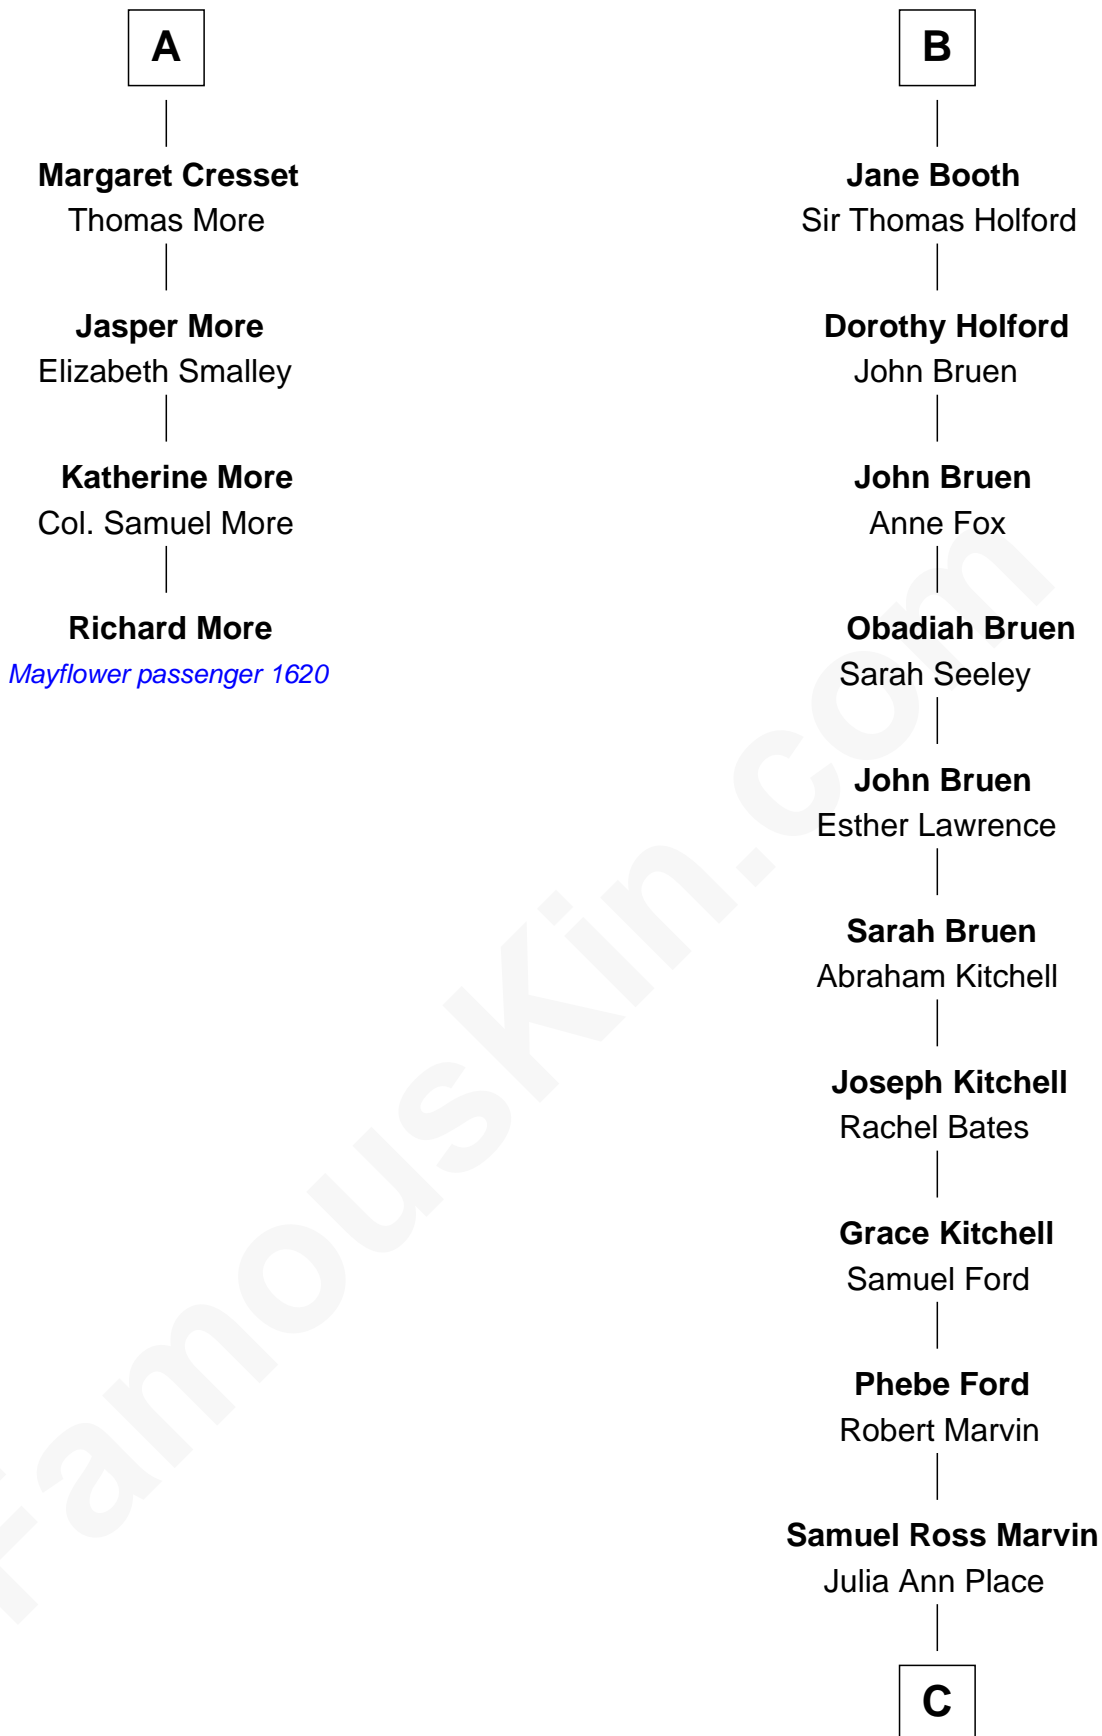 A
Margaret Cresset
Thomas More
Jasper More
Elizabeth Smalley
Katherine More
Col. Samuel More
Richard More
Mayflower passenger 1620
B
Jane Booth
Sir Thomas Holford
Dorothy Holford
John Bruen
John Bruen
Anne Fox
Obadiah Bruen
Sarah Seeley
John Bruen
Esther Lawrence
Sarah Bruen
Abraham Kitchell
Joseph Kitchell
Rachel Bates
Grace Kitchell
Samuel Ford
Phebe Ford
Robert Marvin
Samuel Ross Marvin
Julia Ann Place
C
FamousKin.com